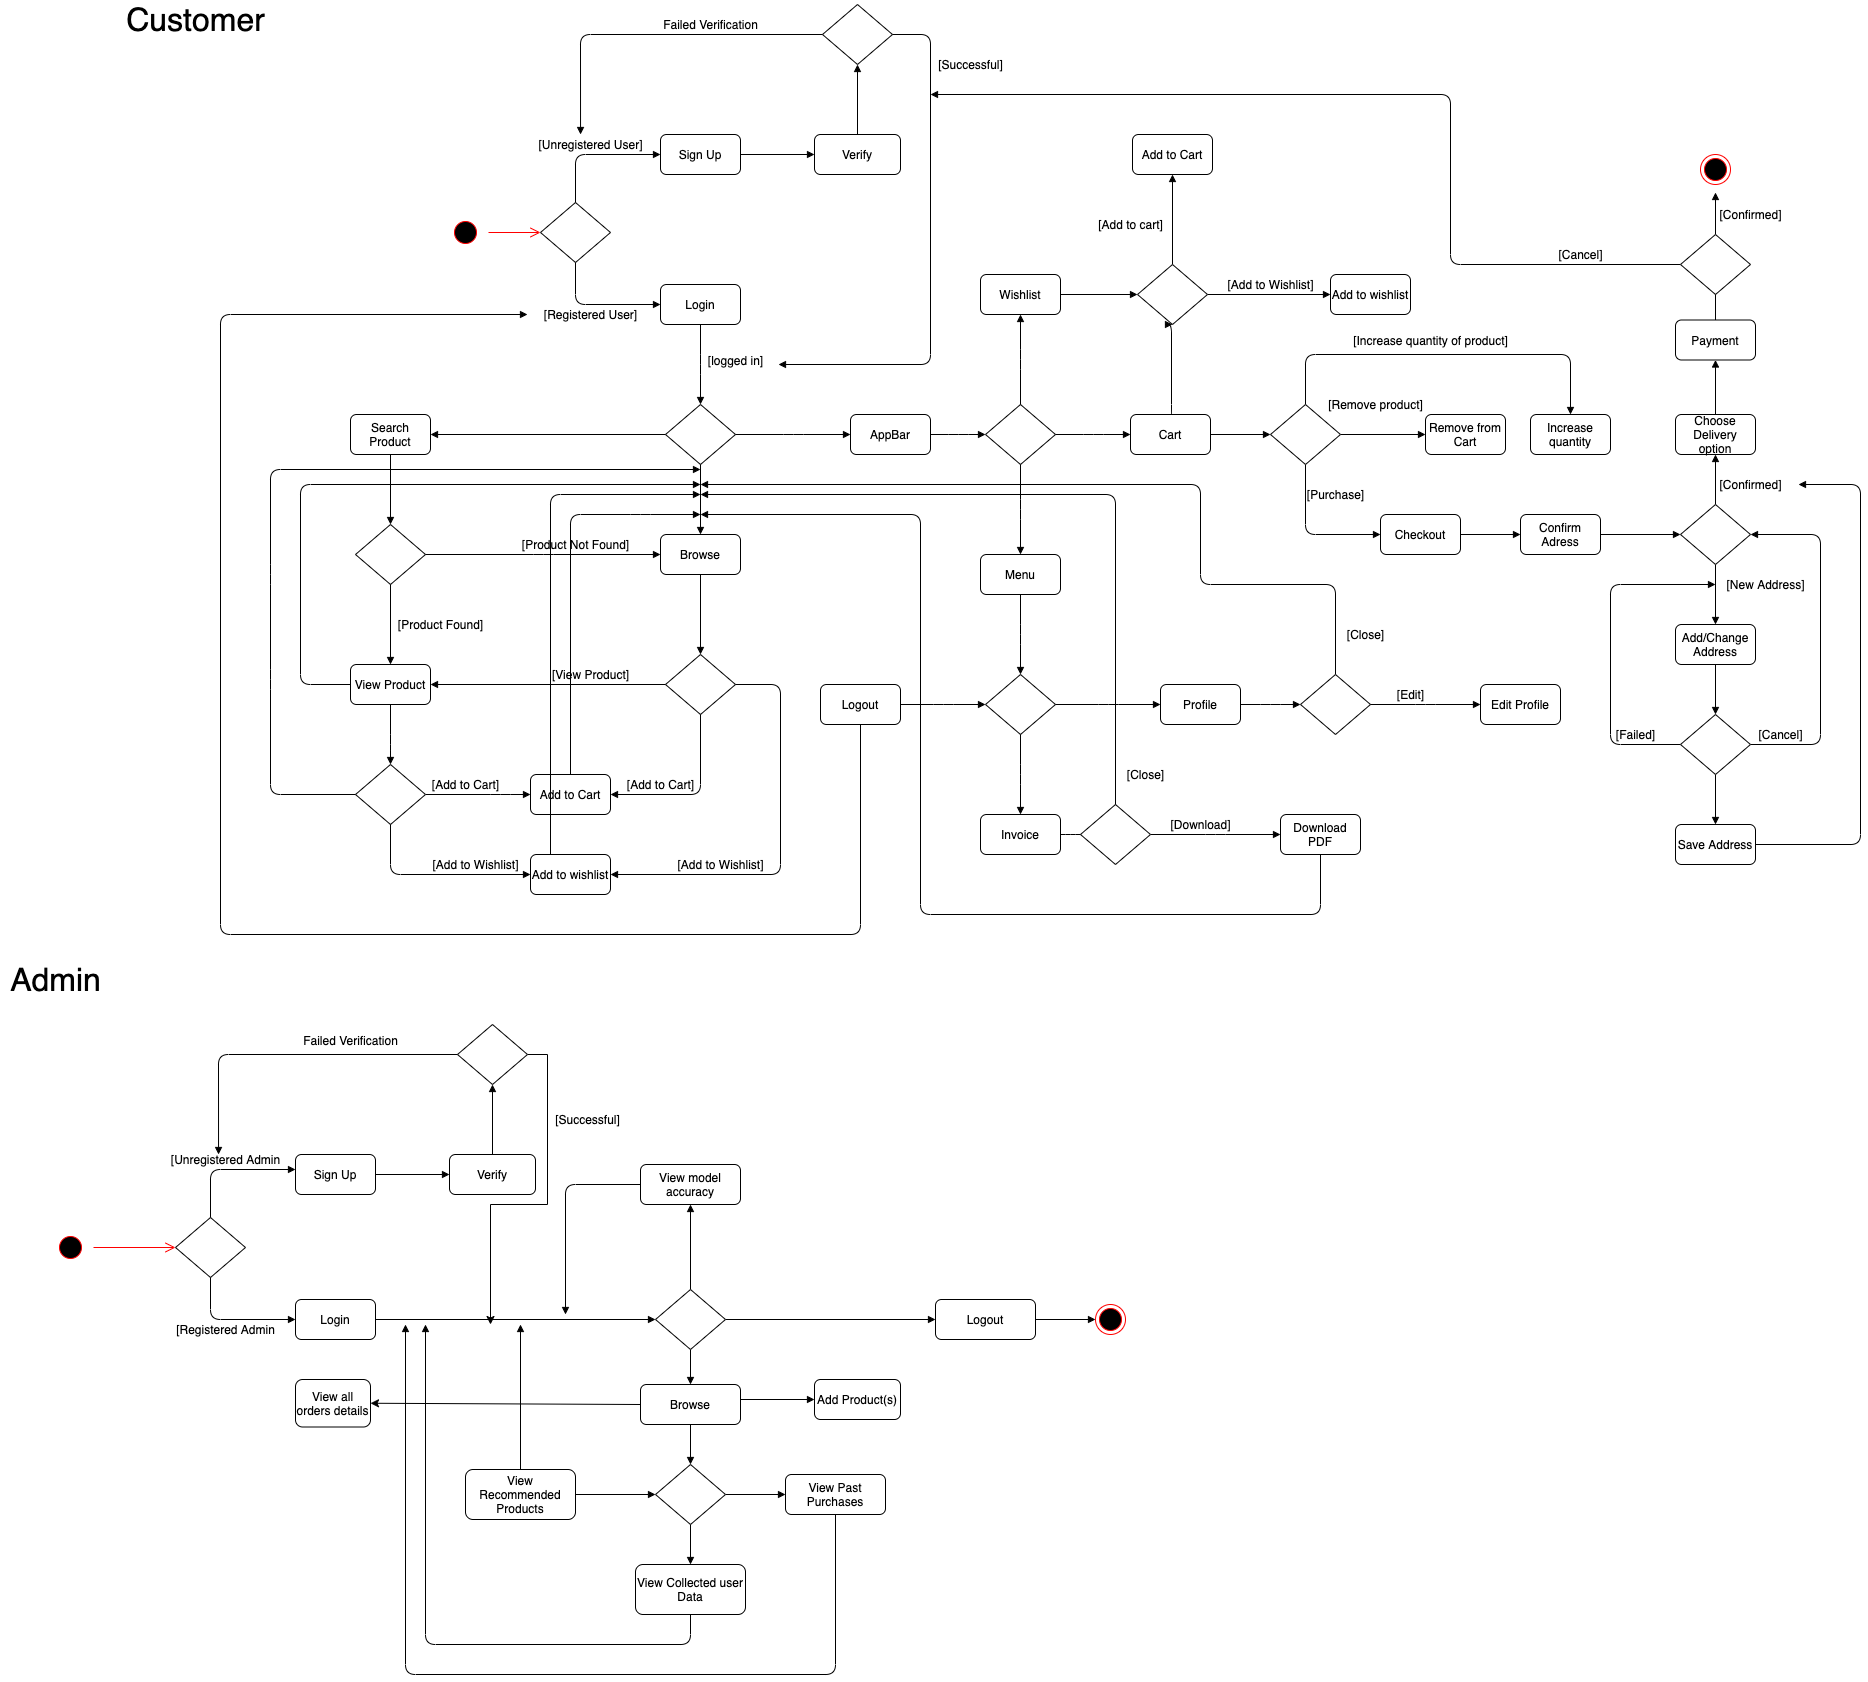 Customer
Failed Verification
[Successful]
[Unregistered User]
Sign Up
Verify
Add to Cart
[Add to cart]
[Confirmed]
[Cancel]
Login
[Registered User]
Wishlist
[Add to Wishlist]
Add to wishlist
[Increase quantity of product]
Payment
[logged in]
Search
Product
AppBar
Cart
[Remove product]
Remove from
Cart
Increase
quantity
Choose
Delivery
option
[Purchase]
[Confirmed]
[Product Not Found]
Browse
Checkout
Confirm
Adress
Menu
[New Address]
[Product Found]
[Close]
Add/Change
Address
View Product
[View Product]
Logout
Profile
[Edit]
Edit Profile
[Failed]
[Cancel]
[Add to Cart]
Add to Cart
[Add to Cart]
[Close]
Invoice
[Download]
Download
PDF
Save Address
[Add to Wishlist]
Add to wishlist
[Add to Wishlist]
Admin
Failed Verification
[Successful]
[Unregistered Admin
Sign Up
Verify
View model
accuracy
Login
[Registered Admin
Logout
View all
orders details
Browse
Add Product(s)
View
Recommended
Products
View Past
Purchases
View Collected user
Data